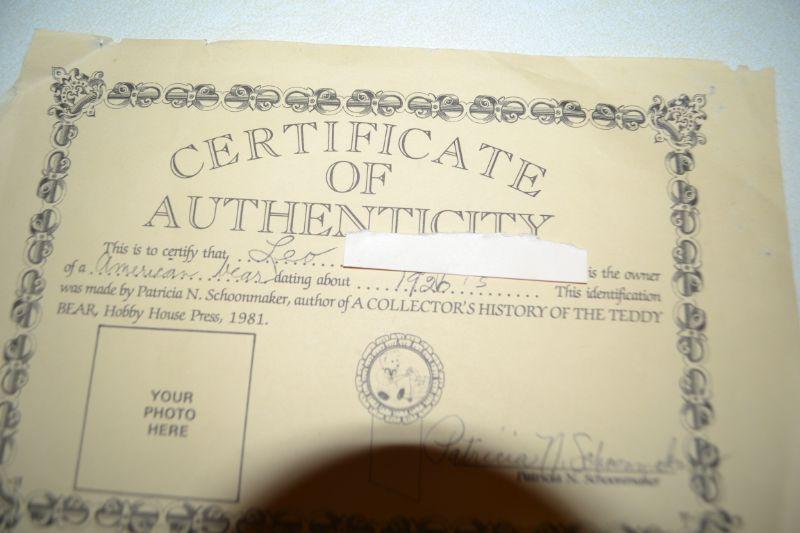 CERTIFICATE
OF
AUTHENTICITY
This is to certify that Leo is the owner
of a American bear dating about 1926's This identification
was made by Patricia N. Schoonmaker, author of A COLLECTOR'S HISTORY OF THE TEDDY
BEAR, Hobby House Press, 1981.
YOUR
PHOTO
HERE
Patricia N. Schoonmaker
Patricia N. Schoonmaker